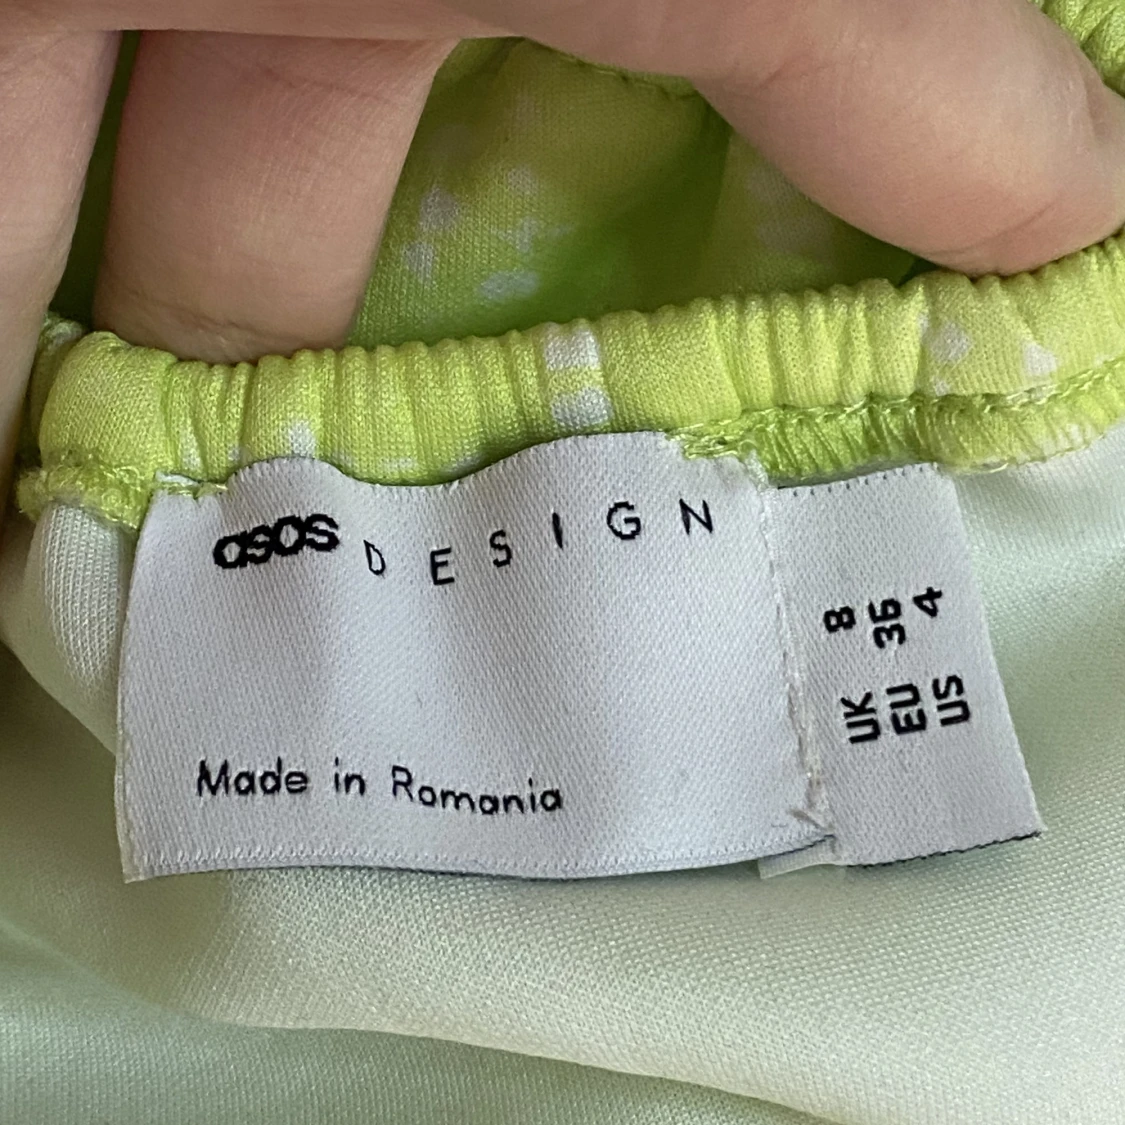 asos DESIGN
Made in Romania
UK 8
EU 36
US 4